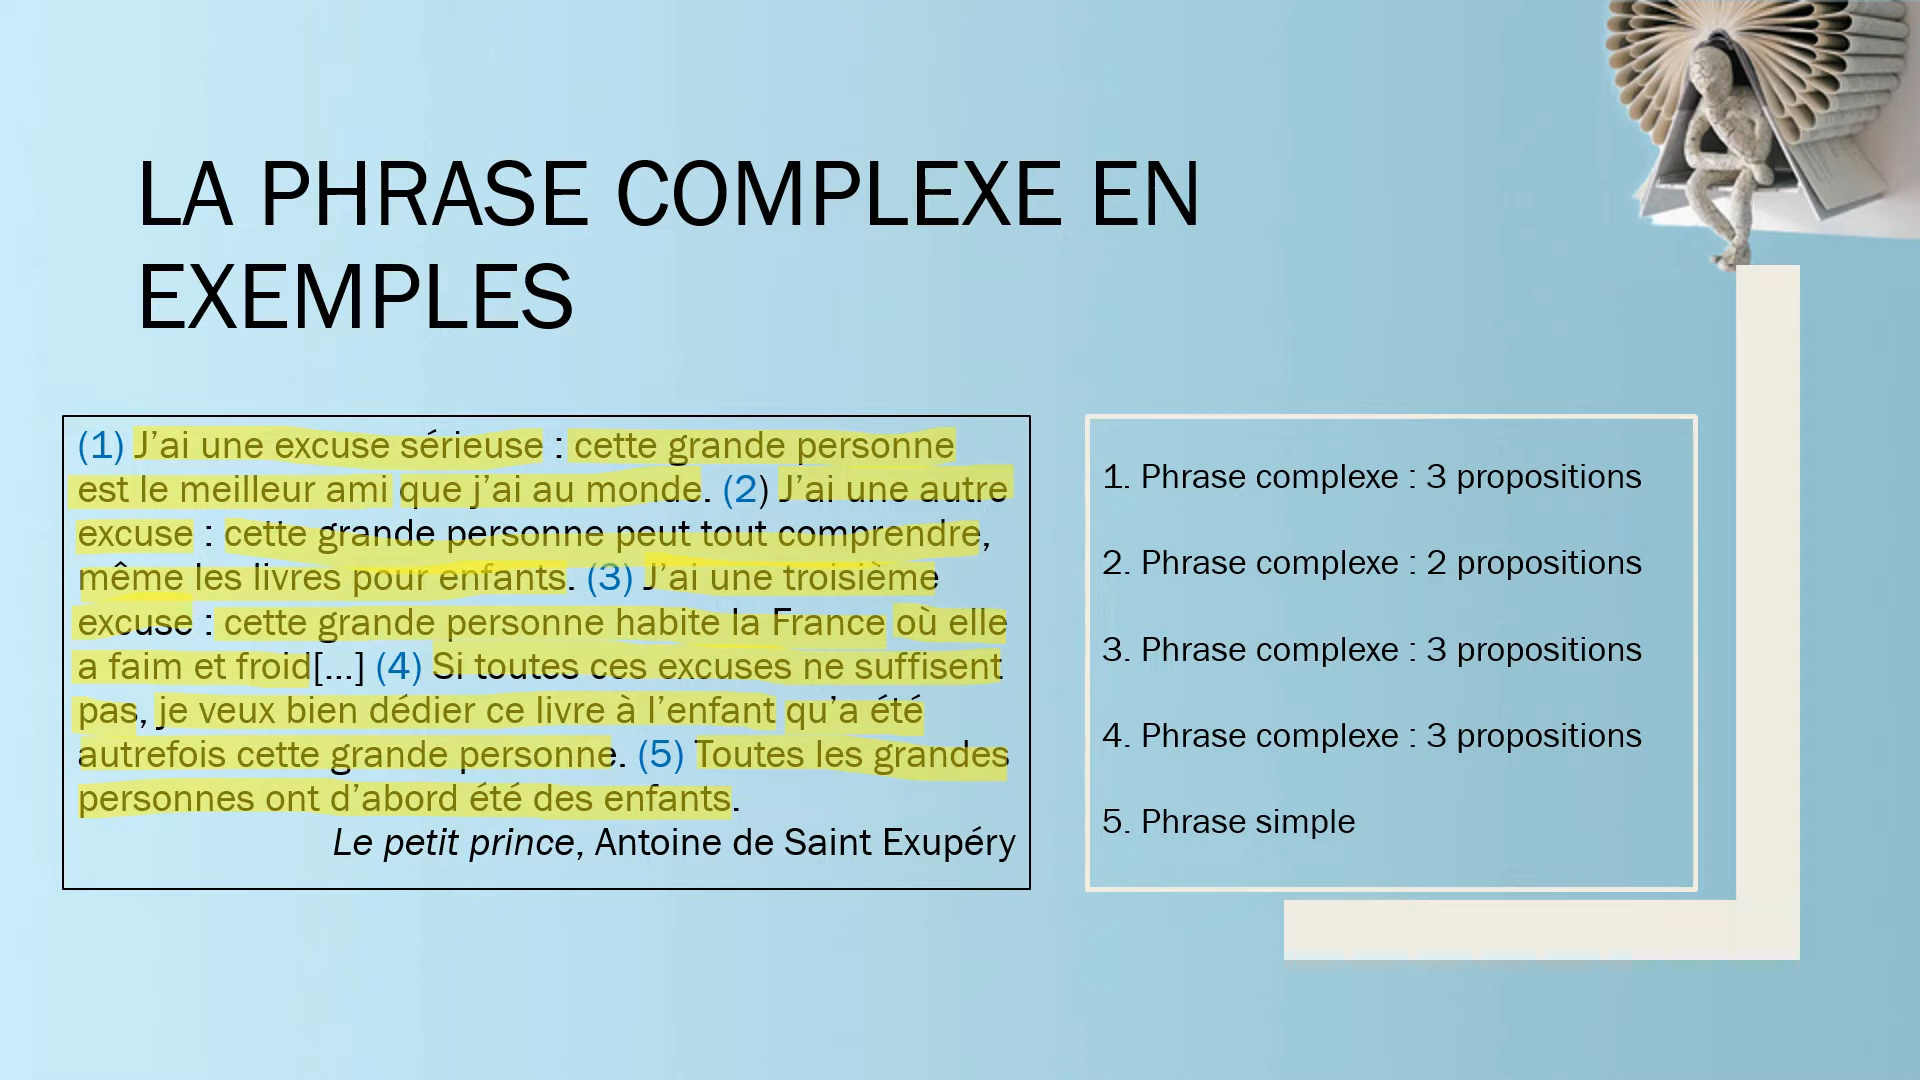 LA PHRASE COMPLEXE EN
EXEMPLES
(1) J’ai une excuse sérieuse : cette grande personne
est le meilleur ami que j’ai au monde. (2) J’ai une autre
excuse : cette grande personne peut tout comprendre,
même les livres pour enfants. (3) J’ai une troisième
excuse : cette grande personne habite la France où elle
a faim et froid[…] (4) Si toutes ces excuses ne suffisent
pas, je veux bien dédier ce livre à l’enfant qu’a été
autrefois cette grande personne. (5) Toutes les grandes
personnes ont d’abord été des enfants.
Le petit prince, Antoine de Saint Exupéry
1. Phrase complexe : 3 propositions
2. Phrase complexe : 2 propositions
3. Phrase complexe : 3 propositions
4. Phrase complexe : 3 propositions
5. Phrase simple